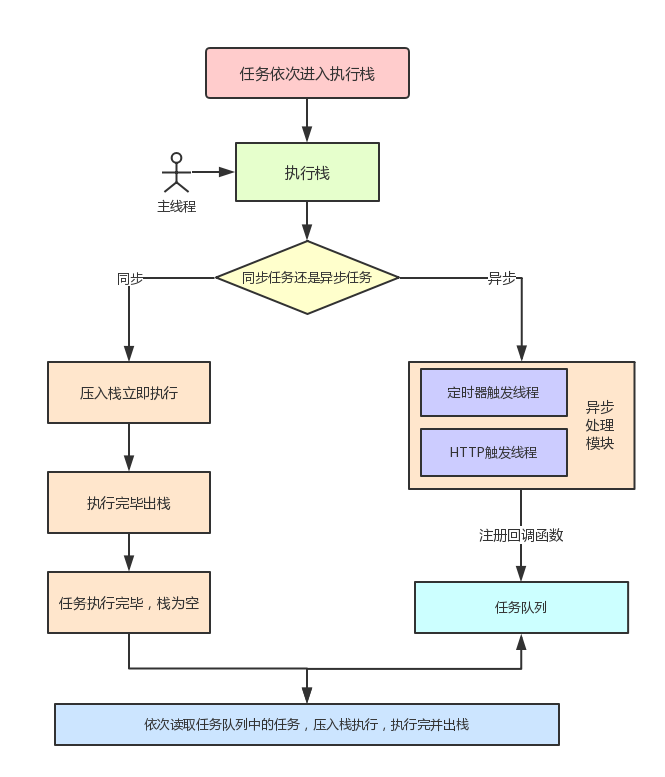 任务依次进入执行栈
执行栈
主线程
同步任务还是异步任务
同步
异步
压入栈立即执行
定时器触发线程
异步
处理
模块
HTTP触发线程
执行完毕出栈
注册回调函数
任务执行完毕，栈为空
任务队列
依次读取任务队列中的任务，压入栈执行，执行完并出栈